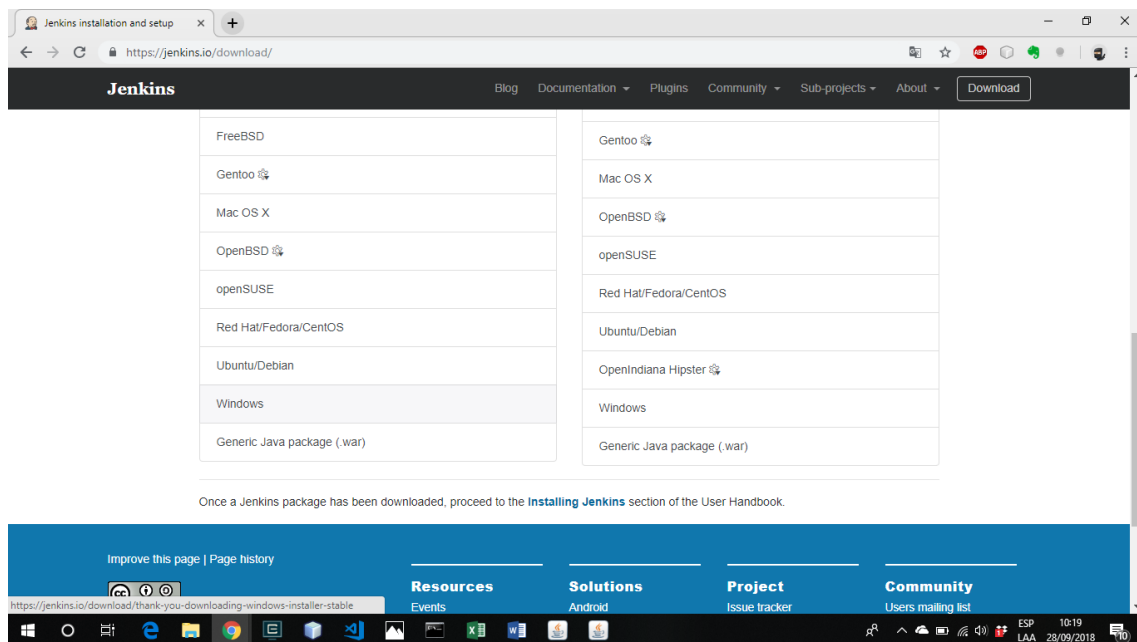 Jenkins installation and setup
https://jenkins.io/download/
ABP
Jenkins
Blog Documentation Plugins Community Sub-projects About Download
FreeBSD
Gentoo
Mac OS X
OpenBSD
openSUSE
Red Hat/Fedora/CentOS
Ubuntu/Debian
Windows
Generic Java package (.war)
Gentoo
Mac OS X
OpenBSD
openSUSE
Red Hat/Fedora/CentOS
Ubuntu/Debian
OpenIndiana Hipster
Windows
Generic Java package (.war)
Once a Jenkins package has been downloaded, proceed to the Installing Jenkins section of the User Handbook.
Improve this page | Page history
cc
Resources
Events
Solutions
Android
Project
Issue tracker
Community
Users mailing list
https://jenkins.io/download/thank-you-downloading-windows-installer-stable
ESP
LAA
10:19
28/09/2018
10